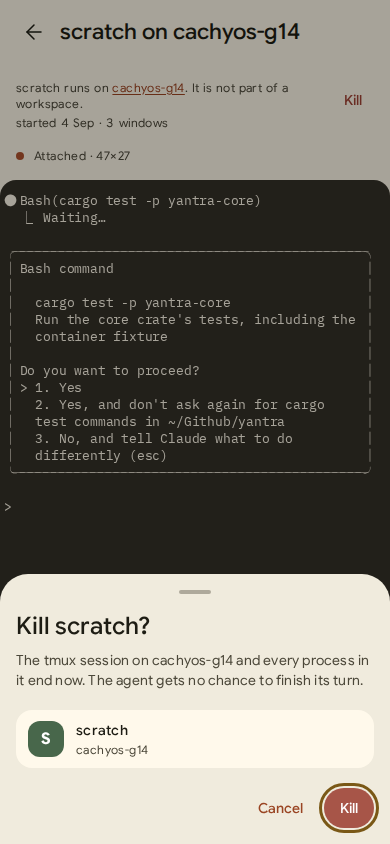 scratch on cachyos-g14
scratch runs on cachyos-g14. It is not part of a
workspace.
Kill
started 4 Sep · 3 windows
Attached · 47×27
Bash(cargo test -p yantra-core)
Waiting…
Bash command
cargo test -p yantra-core
Run the core crate's tests, including the
container fixture
Do you want to proceed?
> 1. Yes
2. Yes, and don't ask again for cargo
test commands in ~/Github/yantra
3. No, and tell Claude what to do
differently (esc)
>
Kill scratch?
The tmux session on cachyos-g14 and every process in
it end now. The agent gets no chance to finish its turn.
S
scratch
cachyos-g14
Cancel
Kill